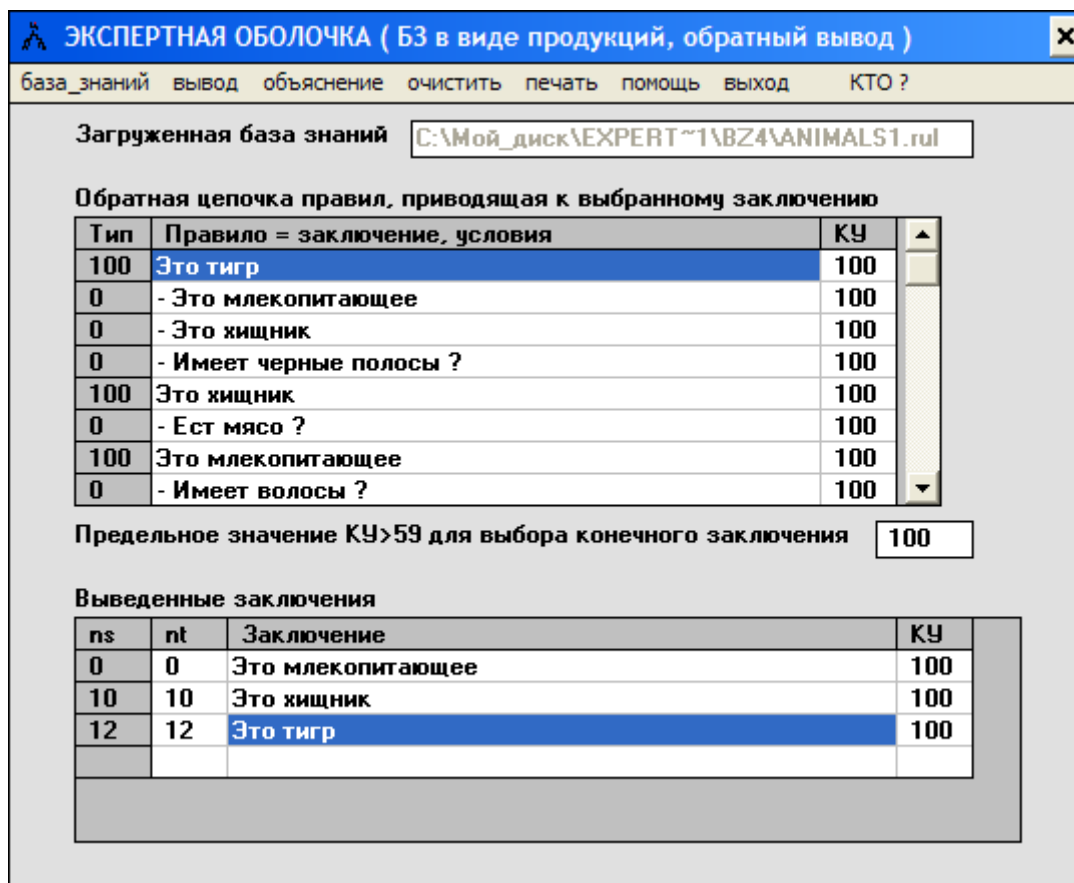 ЭКСПЕРТНАЯ ОБОЛОЧКА ( БЗ в виде продукций, обратный вывод )
база_знаний вывод объяснение очистить печать помощь выход КТО ?
Загруженная база знаний C:\Мой_диск\EXPERT~1\BZ4\ANIMALS1.rul
Обратная цепочка правил, приводящая к выбранному заключению
Тип Правило = заключение, условия КУ
100 Это тигр 100
0 - Это млекопитающее 100
0 - Это хищник 100
0 - Имеет черные полосы ? 100
100 Это хищник 100
0 - Ест мясо ? 100
100 Это млекопитающее 100
0 - Имеет волосы ? 100
Предельное значение КУ>59 для выбора конечного заключения 100
Выведенные заключения
ns nt Заключение КУ
0 0 Это млекопитающее 100
10 10 Это хищник 100
12 12 Это тигр 100